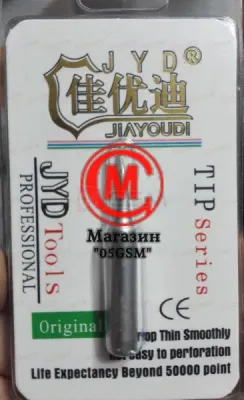 JYD®
佳优迪
JIAYOUDI
JYD Tools
PROFESSIONAL
TIP Series
M
Магазин
"05GSM"
CE
Original
Drop Thin Smoothly
Not easy to perforation
Life Expectancy Beyond 50000 point